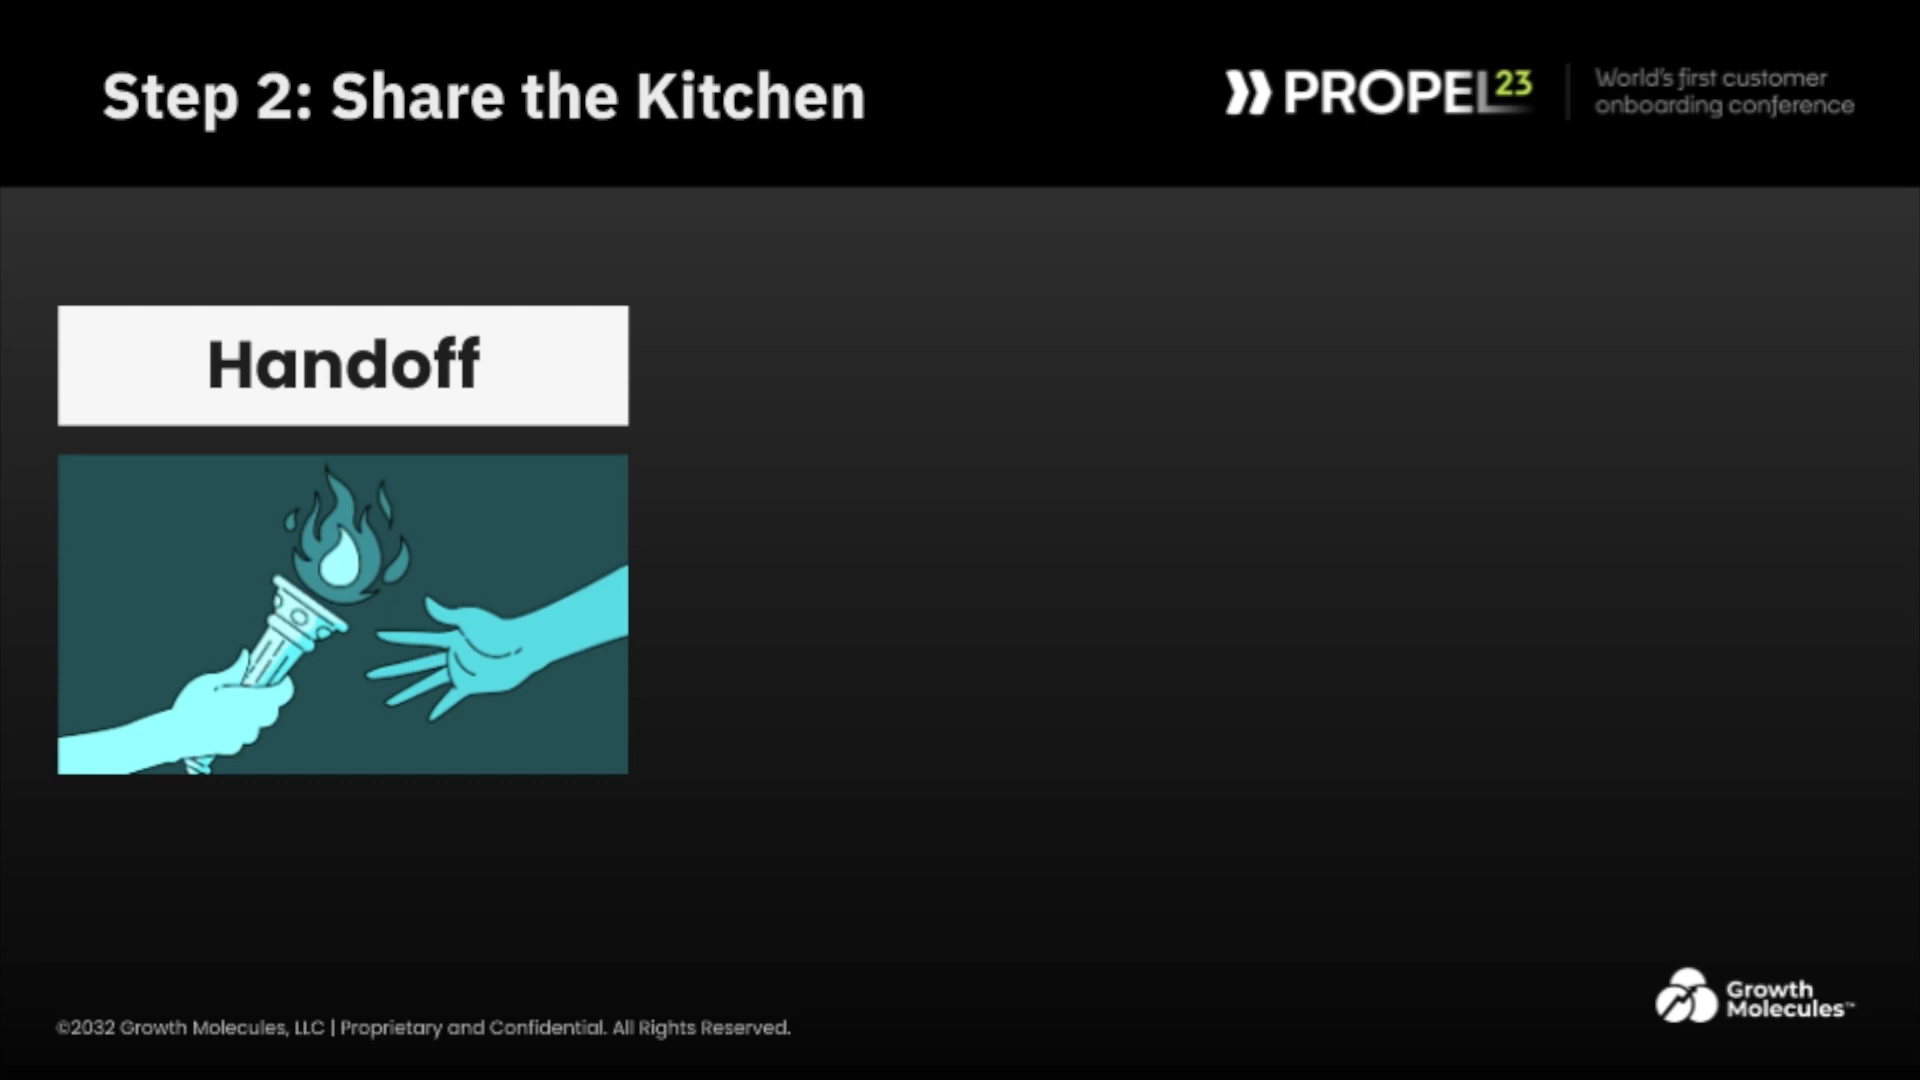 Step 2: Share the Kitchen
PROPEL23
World's first customer
onboarding conference
Handoff
Growth
Molecules™
©2032 Growth Molecules, LLC | Proprietary and Confidential. All Rights Reserved.